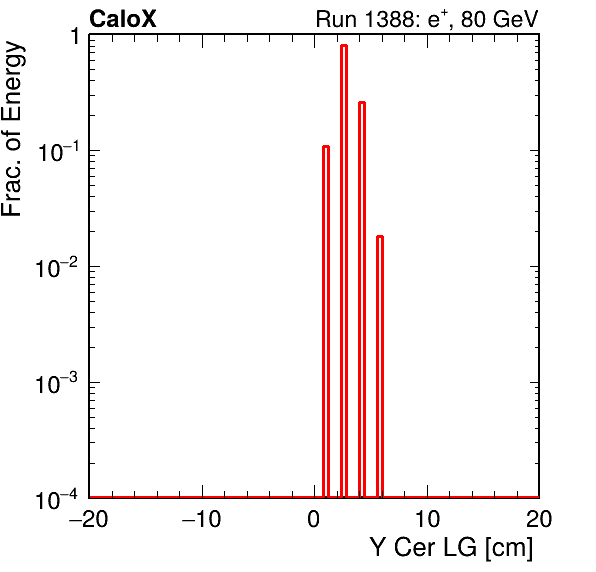 CaloX Run 1388: e⁺, 80 GeV
Frac. of Energy
1
10⁻¹
10⁻²
10⁻³
10⁻⁴
−20 −10 0 10 20
Y Cer LG [cm]